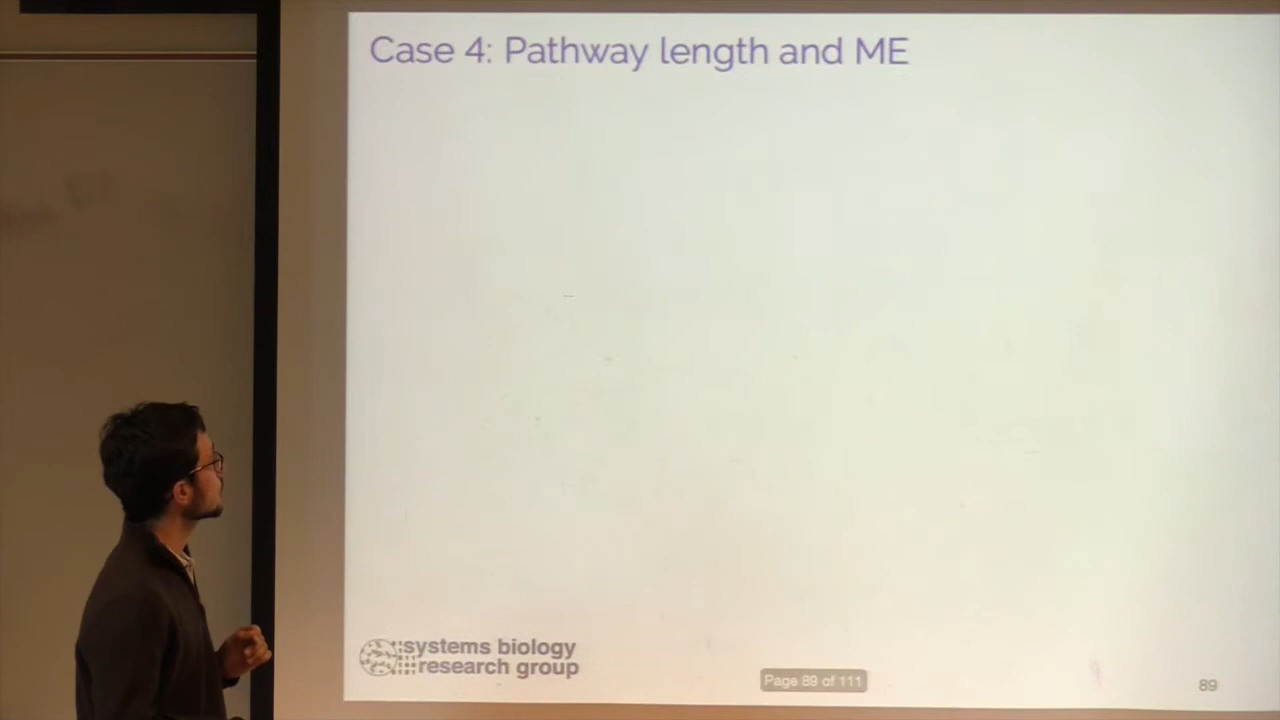 Case 4: Pathway length and ME
systems biology
research group
Page 89 of 111
89